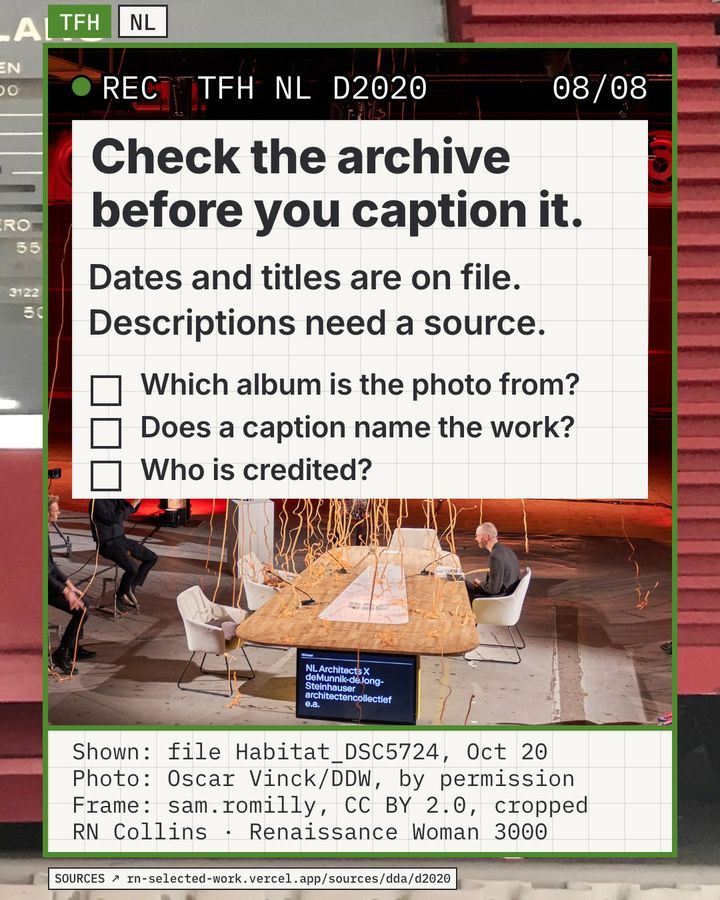 TFH NL
REC TFH NL D2020 08/08
Check the archive
before you caption it.
Dates and titles are on file.
Descriptions need a source.
Which album is the photo from?
Does a caption name the work?
Who is credited?
NL Architects X
deMunnik-deJong-
Steinhauser
architectencollectief
e.a.
Shown: file Habitat_DSC5724, Oct 20
Photo: Oscar Vinck/DDW, by permission
Frame: sam.romilly, CC BY 2.0, cropped
RN Collins · Renaissance Woman 3000
SOURCES ↗ rn-selected-work.vercel.app/sources/dda/d2020
3122